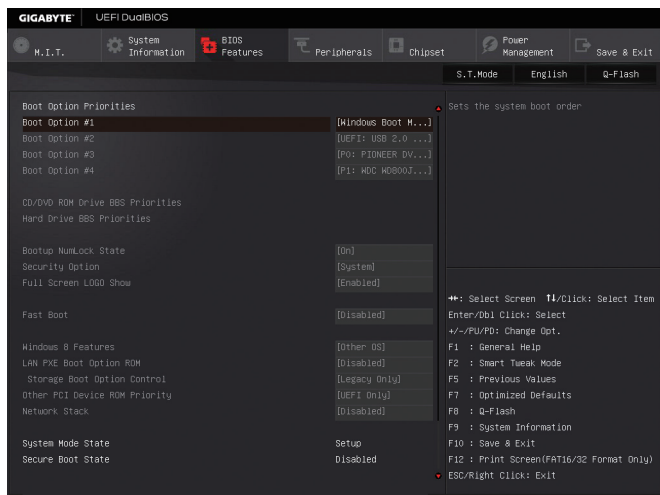 GIGABYTE™ UEFI DualBIOS
M.I.T.
System Information
BIOS Features
Peripherals
Chipset
Power Management
Save & Exit
S.T.Mode English Q-Flash
Boot Option Priorities
Boot Option #1 [Windows Boot M...]
Boot Option #2 [UEFI: USB 2.0 ...]
Boot Option #3 [P0: PIONEER DV...]
Boot Option #4 [P1: WDC WD800J...]
CD/DVD ROM Drive BBS Priorities
Hard Drive BBS Priorities
Bootup NumLock State [On]
Security Option [System]
Full Screen LOGO Show [Enabled]
Fast Boot [Disabled]
Windows 8 Features [Other OS]
LAN PXE Boot Option ROM [Disabled]
Storage Boot Option Control [Legacy Only]
Other PCI Device ROM Priority [UEFI Only]
Network Stack [Disabled]
System Mode State Setup
Secure Boot State Disabled
Sets the system boot order
→←: Select Screen ↑↓/Click: Select Item
Enter/Dbl Click: Select
+/-/PU/PD: Change Opt.
F1 : General Help
F2 : Smart Tweak Mode
F5 : Previous Values
F7 : Optimized Defaults
F8 : Q-Flash
F9 : System Information
F10 : Save & Exit
F12 : Print Screen(FAT16/32 Format Only)
ESC/Right Click: Exit